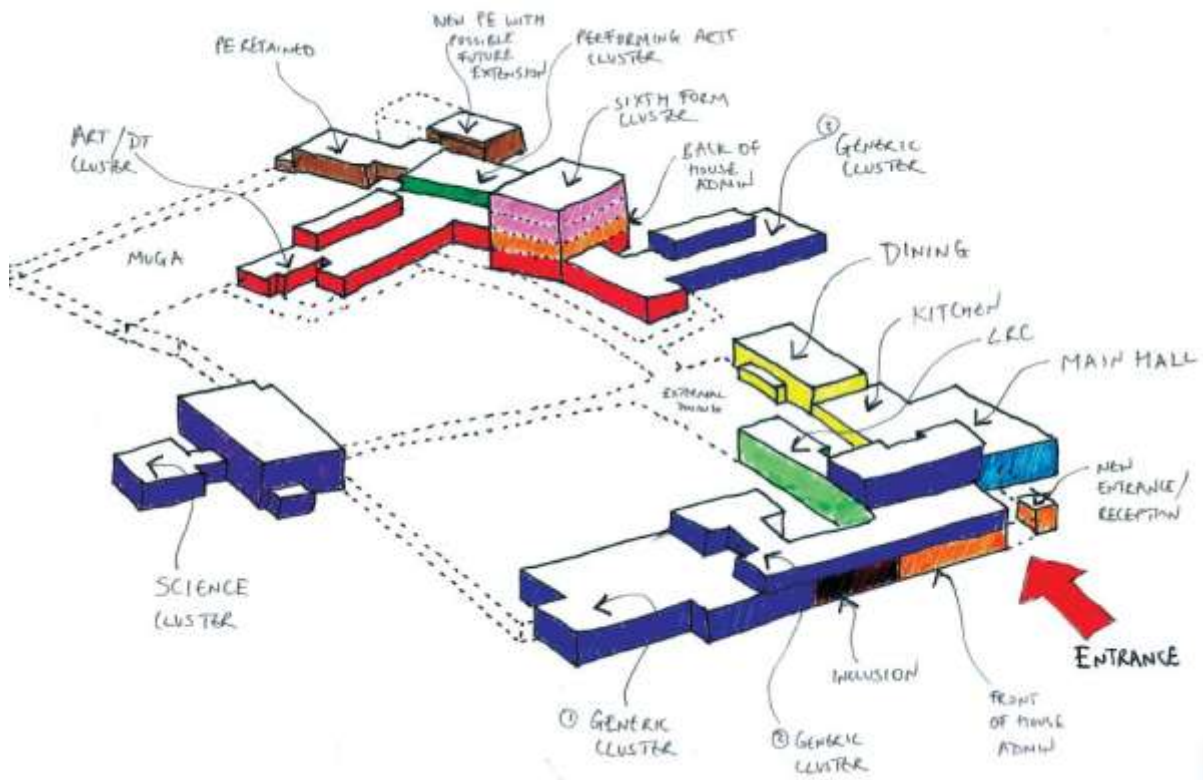 NEW PE WITH
POSSIBLE
FUTURE
EXTENSION
PE RETAINED
PERFORMING ARTS
CLUSTER
ART/DT
CLUSTER
SIXTH FORM
CLUSTER
BACK OF
HOUSE
ADMIN
GENERIC
CLUSTER
MUGA
DINING
KITCHEN
LRC
MAIN HALL
EXTERNAL
NEW
ENTRANCE/
RECEPTION
SCIENCE
CLUSTER
ENTRANCE
INCLUSION
① GENERIC
CLUSTER
② GENERIC
CLUSTER
FRONT
OF HOUSE
ADMIN